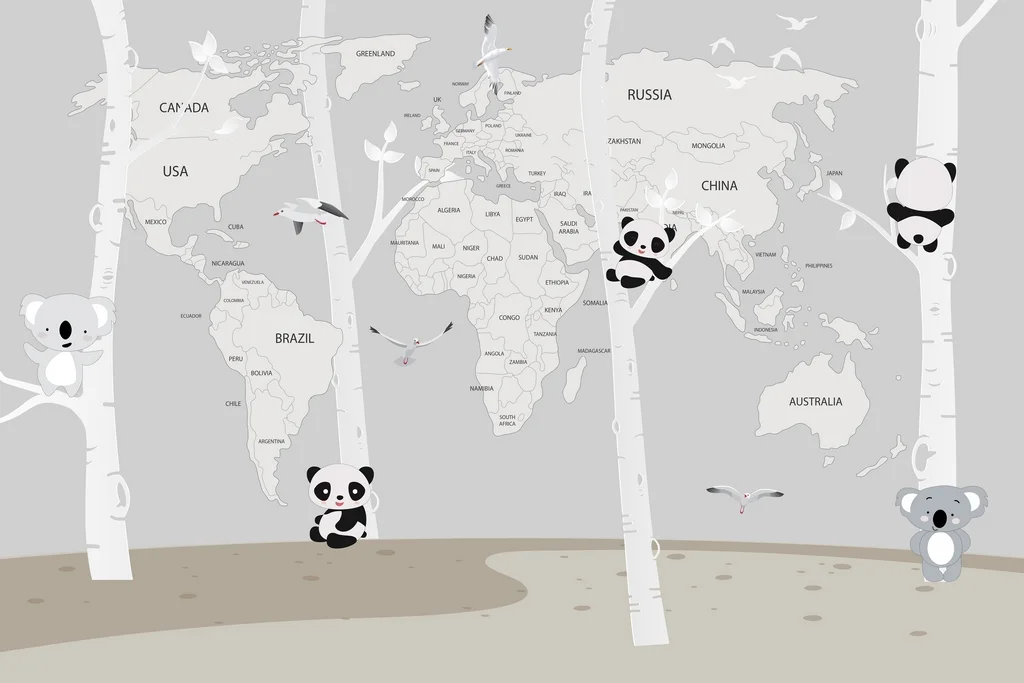 GREENLAND
CANADA
USA
MEXICO
CUBA
NICARAGUA
VENEZUELA
COLOMBIA
ECUADOR
BRAZIL
PERU
BOLIVIA
CHILE
ARGENTINA
NORWAY
FINLAND
UK
IRELAND
POLAND
GERMANY
UKRAINE
FRANCE
ITALY
ROMANIA
SPAIN
GREECE
TURKEY
RUSSIA
ZAKHSTAN
MONGOLIA
CHINA
JAPAN
IRAQ
IRA
PAKISTAN
NEPAL
DIA
MOROCCO
ALGERIA
LIBYA
EGYPT
SAUDI
ARABIA
MAURITANIA
MALI
NIGER
CHAD
SUDAN
NIGERIA
ETHIOPIA
SOMALIA
CONGO
KENYA
TANZANIA
ANGOLA
ZAMBIA
MADAGASCAR
NAMIBIA
SOUTH
AFRICA
VIETNAM
PHILIPPINES
MALAYSIA
INDONESIA
AUSTRALIA